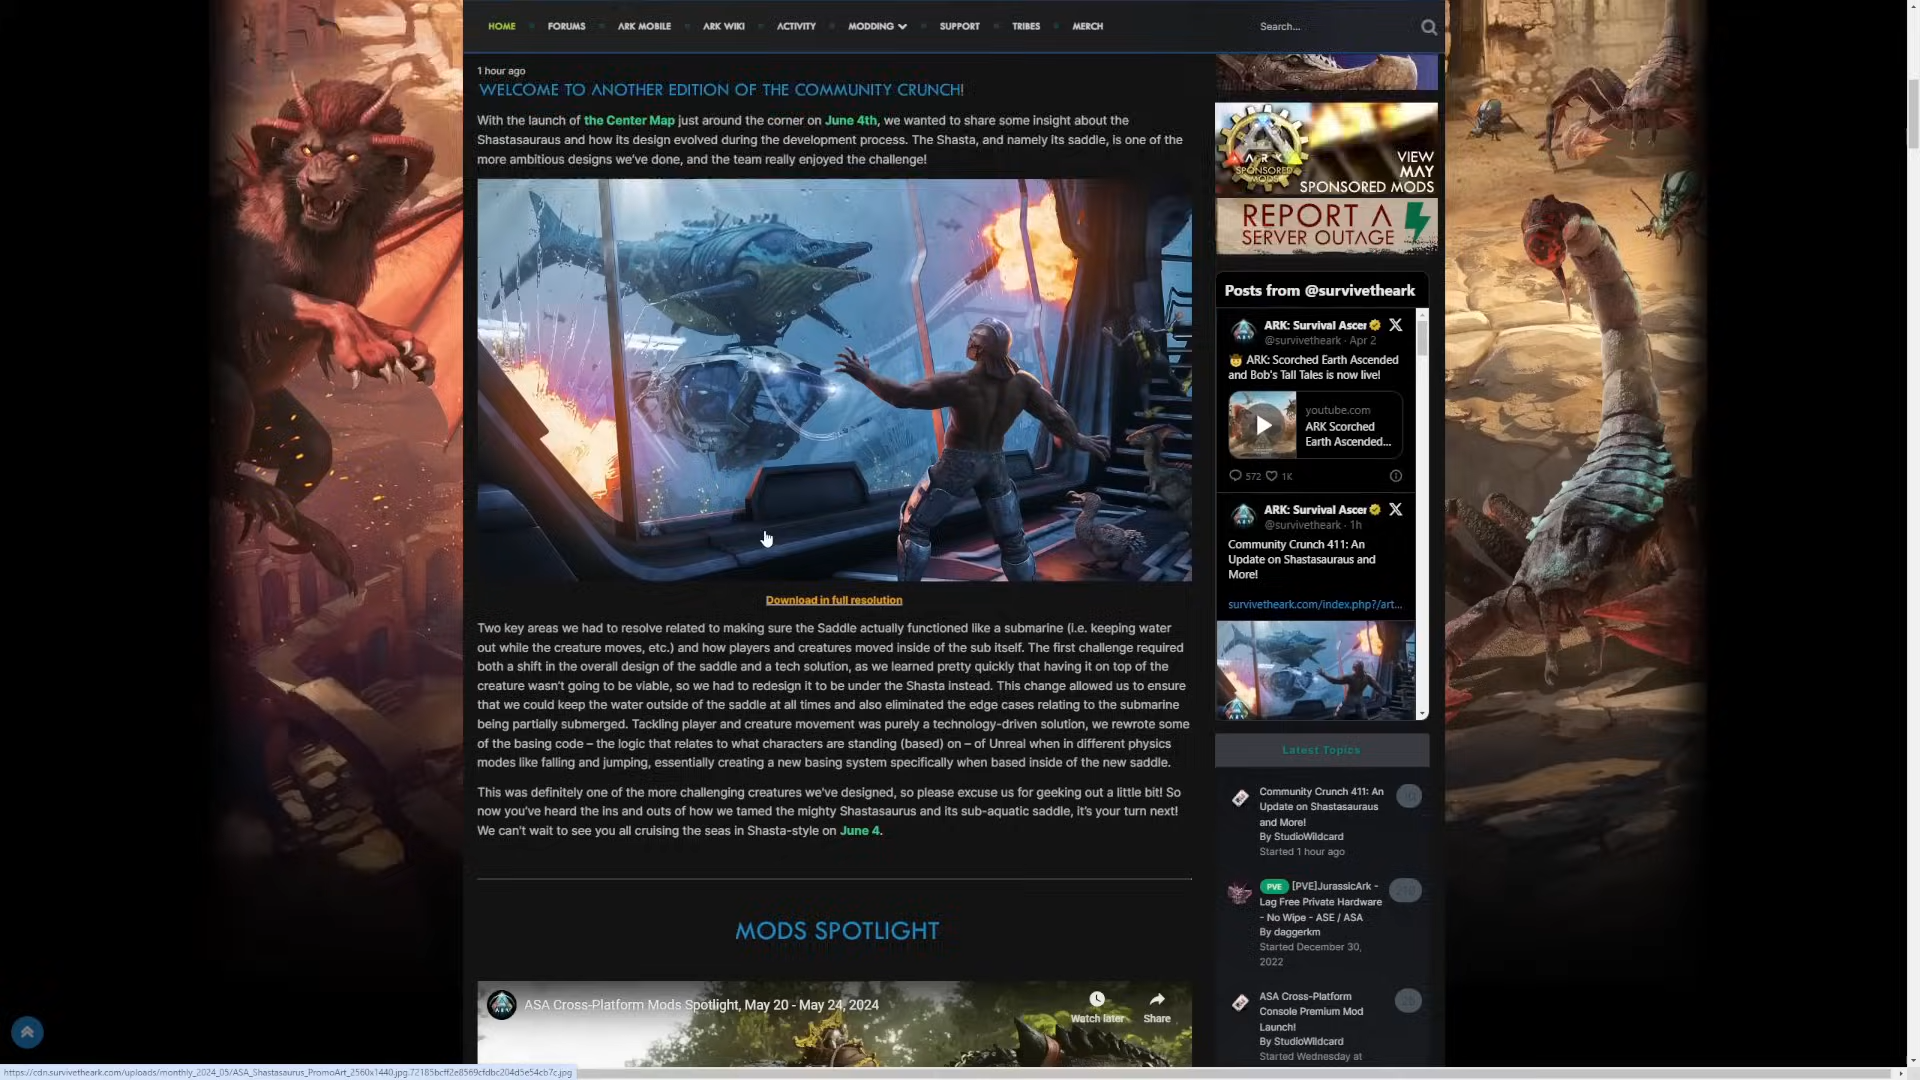 HOME
FORUMS
ARK MOBILE
ARK WIKI
ACTIVITY
MODDING
SUPPORT
TRIBES
MERCH
Search...
1 hour ago
WELCOME TO ANOTHER EDITION OF THE COMMUNITY CRUNCH!
With the launch of the Center Map just around the corner on June 4th, we wanted to share some insight about the
Shastasauraus and how its design evolved during the development process. The Shasta, and namely its saddle, is one of the
more ambitious designs we've done, and the team really enjoyed the challenge!
Download in full resolution
Two key areas we had to resolve related to making sure the Saddle actually functioned like a submarine (i.e. keeping water
out while the creature moves, etc.) and how players and creatures moved inside of the sub itself. The first challenge required
both a shift in the overall design of the saddle and a tech solution, as we learned pretty quickly that having it on top of the
creature wasn't going to be viable, so we had to redesign it to be under the Shasta instead. This change allowed us to ensure
that we could keep the water outside of the saddle at all times and also eliminated the edge cases relating to the submarine
being partially submerged. Tackling player and creature movement was purely a technology-driven solution, we rewrote some
of the basing code – the logic that relates to what characters are standing (based) on – of Unreal when in different physics
modes like falling and jumping, essentially creating a new basing system specifically when based inside of the new saddle.
This was definitely one of the more challenging creatures we've designed, so please excuse us for geeking out a little bit! So
now you've heard the ins and outs of how we tamed the mighty Shastasaurus and its sub-aquatic saddle, it's your turn next!
We can't wait to see you all cruising the seas in Shasta-style on June 4.
MODS SPOTLIGHT
ASA Cross-Platform Mods Spotlight, May 20 - May 24, 2024
Watch later
Share
ARK
SPONSORED
MODS
VIEW
MAY
SPONSORED MODS
REPORT A
SERVER OUTAGE
Posts from @survivetheark
ARK: Survival Ascer
@survivetheark · Apr 2
ARK: Scorched Earth Ascended
and Bob's Tall Tales is now live!
youtube.com
ARK Scorched
Earth Ascended...
572
1K
ARK: Survival Ascer
@survivetheark · 1h
Community Crunch 411: An
Update on Shastasauraus and
More!
survivetheark.com/index.php?/art...
Latest Topics
Community Crunch 411: An
Update on Shastasauraus
and More!
By StudioWildcard
Started 1 hour ago
PVE [PVE]JurassicArk -
Lag Free Private Hardware
- No Wipe - ASE / ASA
By daggerkm
Started December 30,
2022
ASA Cross-Platform
Console Premium Mod
Launch!
By StudioWildcard
Started Wednesday at
https://cdn.survivetheark.com/uploads/monthly_2024_05/ASA_Shastasaurus_PromoArt_2560x1440.jpg.72185bcff2e8569cfdbc204d5e54cb7c.jpg